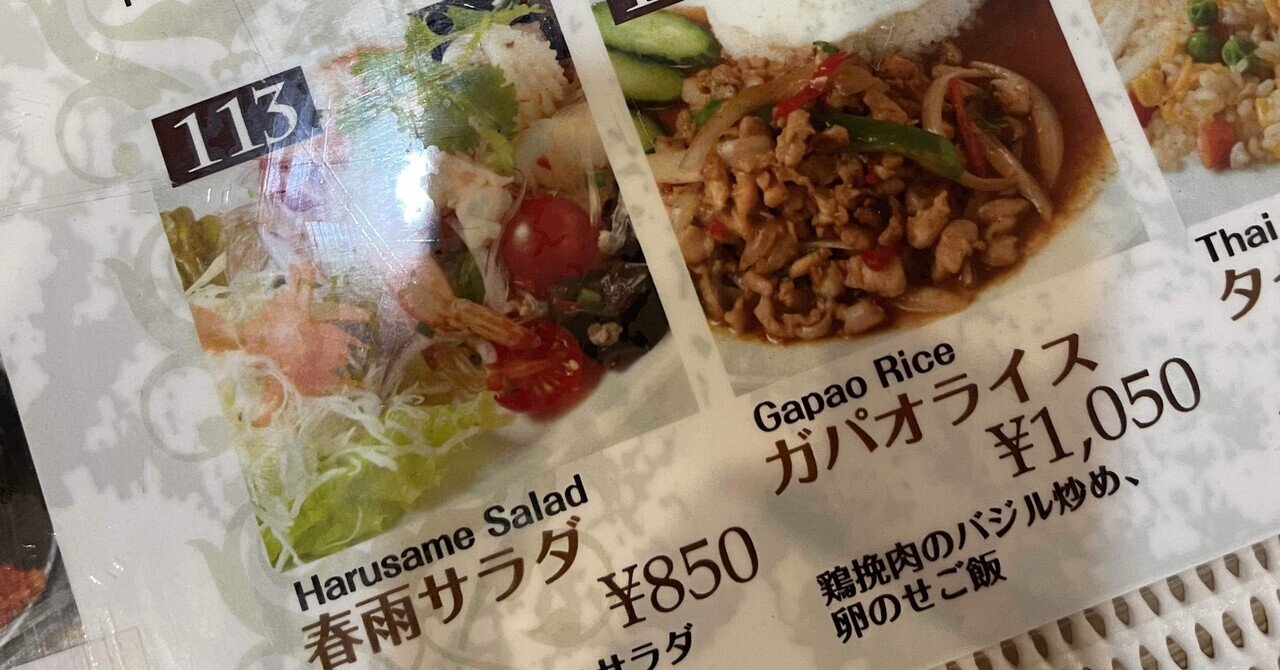 113
Harusame Salad
春雨サラダ
¥850
サラダ
Gapao Rice
ガパオライス
¥1,050
鶏挽肉のバジル炒め、
卵のせご飯
Thai
タ